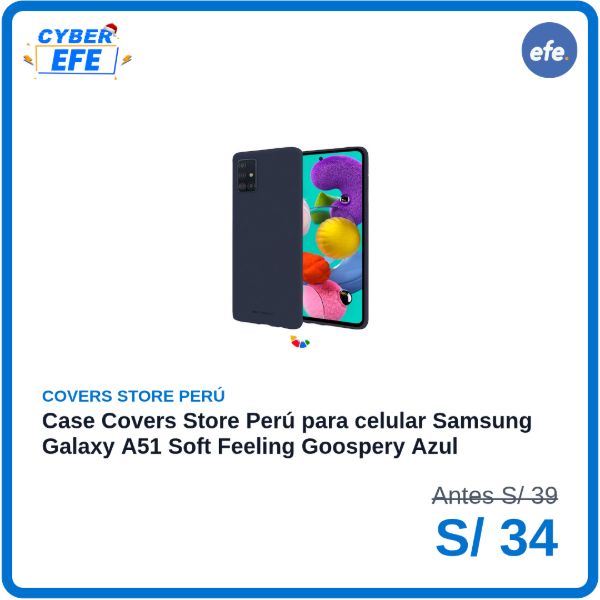 CYBER
EFE
efe.
COVERS STORE PERÚ
Case Covers Store Perú para celular Samsung
Galaxy A51 Soft Feeling Goospery Azul
Antes S/ 39
S/ 34